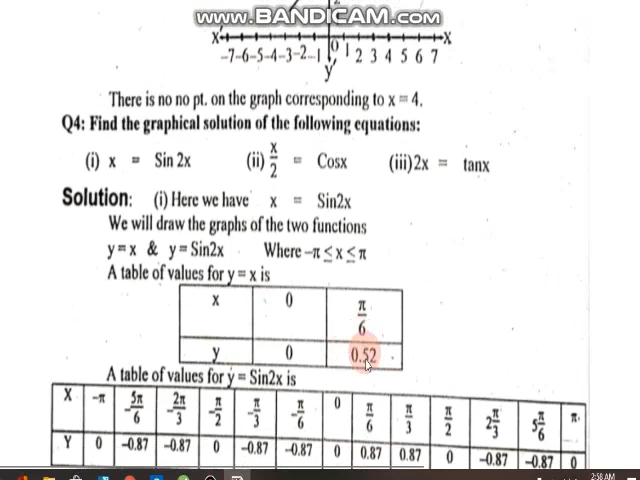 WWW.BANDICAM.COM
X' X
-7-6-5-4-3-2-1 0 1 2 3 4 5 6 7
y'
There is no no pt. on the graph corresponding to x = 4.
Q4: Find the graphical solution of the following equations:
(i) x = Sin 2x (ii) x/2 = Cosx (iii) 2x = tanx
Solution: (i) Here we have x = Sin2x
We will draw the graphs of the two functions
y = x & y = Sin2x Where -π ≤ x ≤ π
A table of values for y = x is
x 0 π/6
y 0 0.52
A table of values for y = Sin2x is
X -π -5π/6 -2π/3 -π/2 -π/3 -π/6 0 π/6 π/3 π/2 2π/3 5π/6 π
Y 0 -0.87 -0.87 0 -0.87 -0.87 0 0.87 0.87 0 -0.87 -0.87 0
2:58 AM